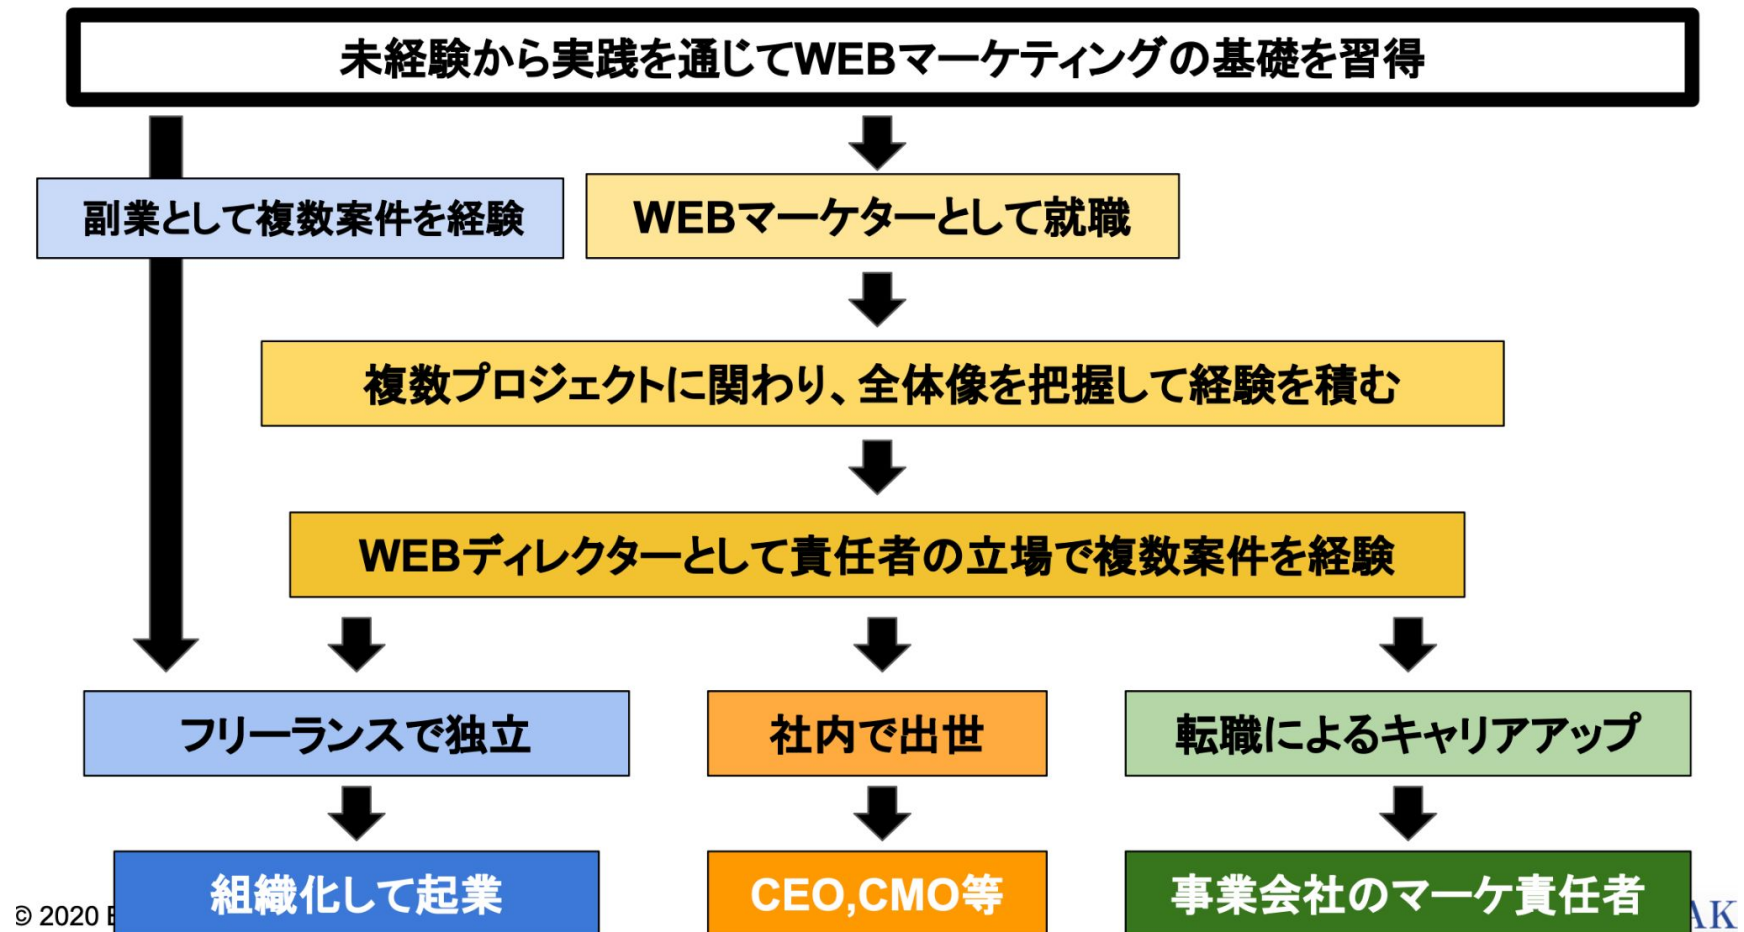 未経験から実践を通じてWEBマーケティングの基礎を習得
副業として複数案件を経験
WEBマーケターとして就職
複数プロジェクトに関わり、全体像を把握して経験を積む
WEBディレクターとして責任者の立場で複数案件を経験
フリーランスで独立
社内で出世
転職によるキャリアアップ
組織化して起業
CEO,CMO等
事業会社のマーケ責任者
© 2020